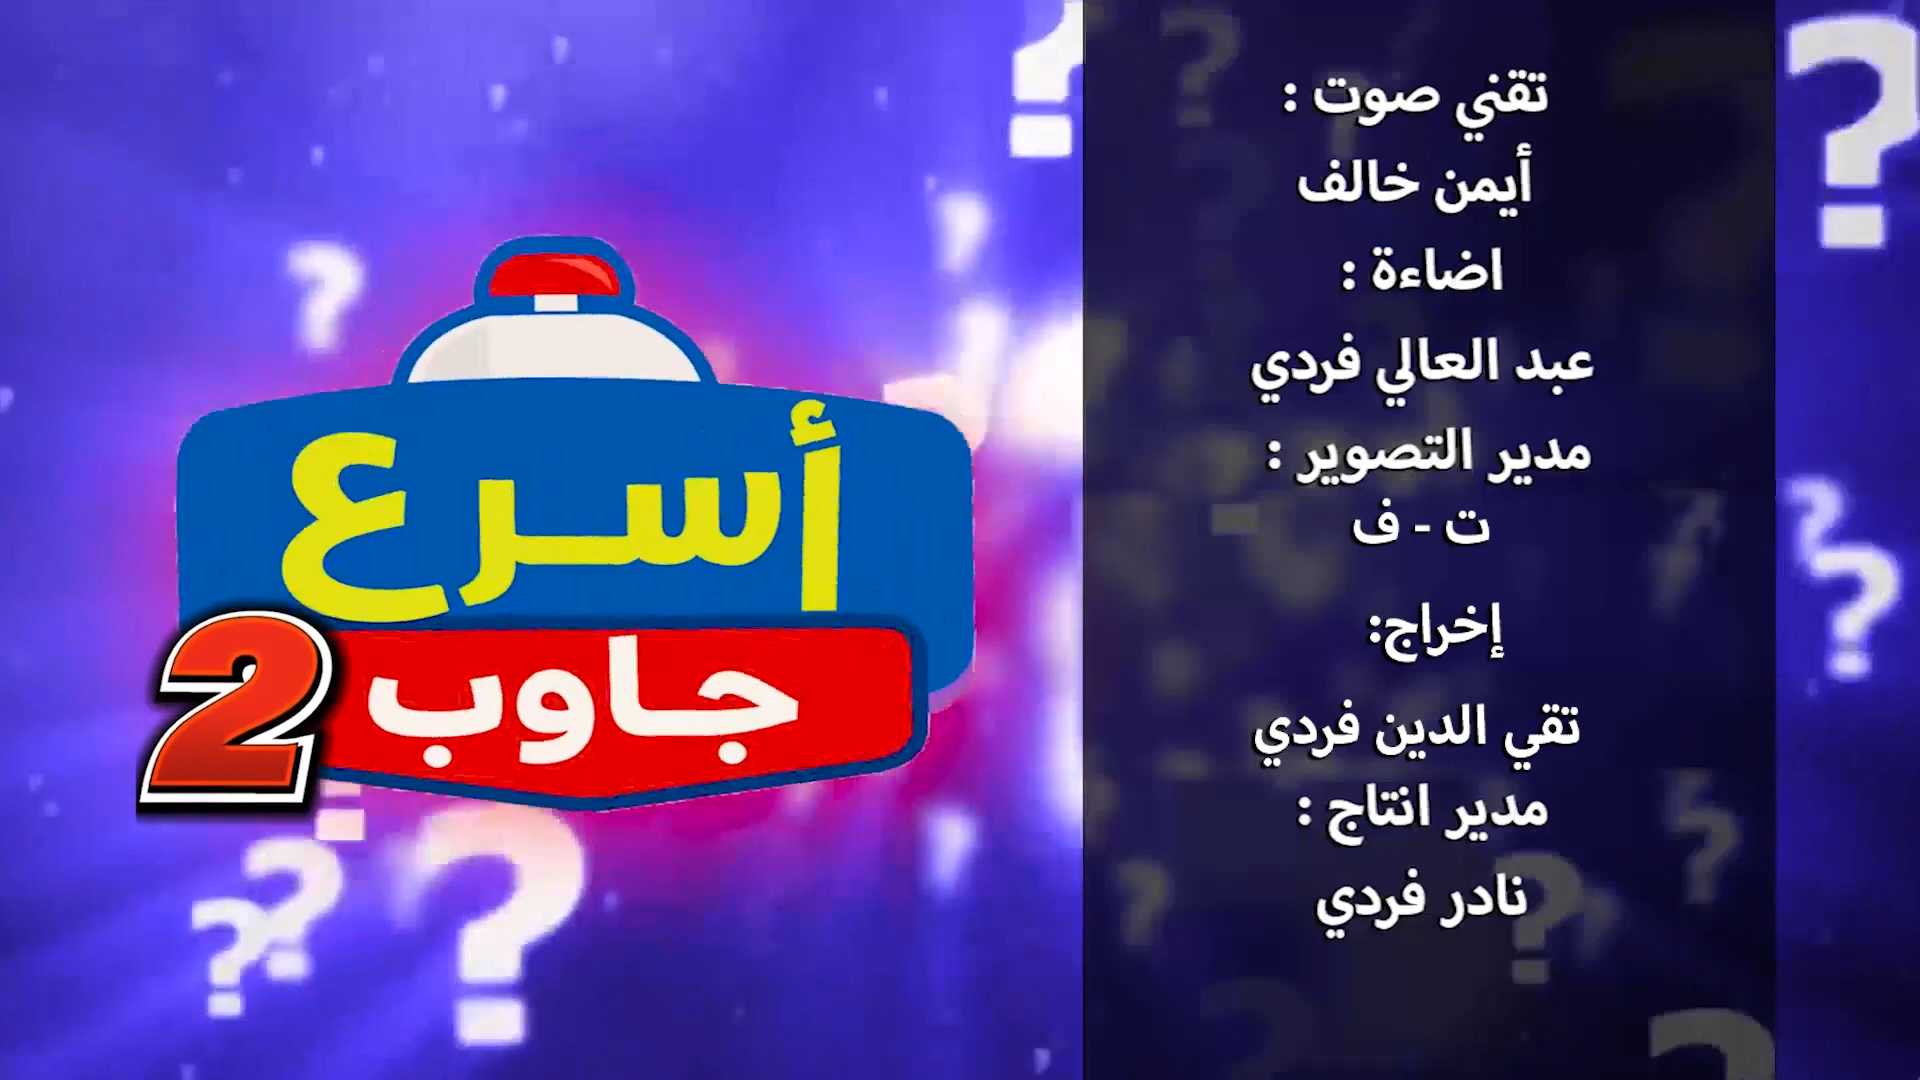 أسرع
جاوب
2
تقني صوت :
أيمن خالف
اضاءة :
عبد العالي فردي
مدير التصوير :
ت - ف
إخراج:
تقي الدين فردي
مدير انتاج :
نادر فردي